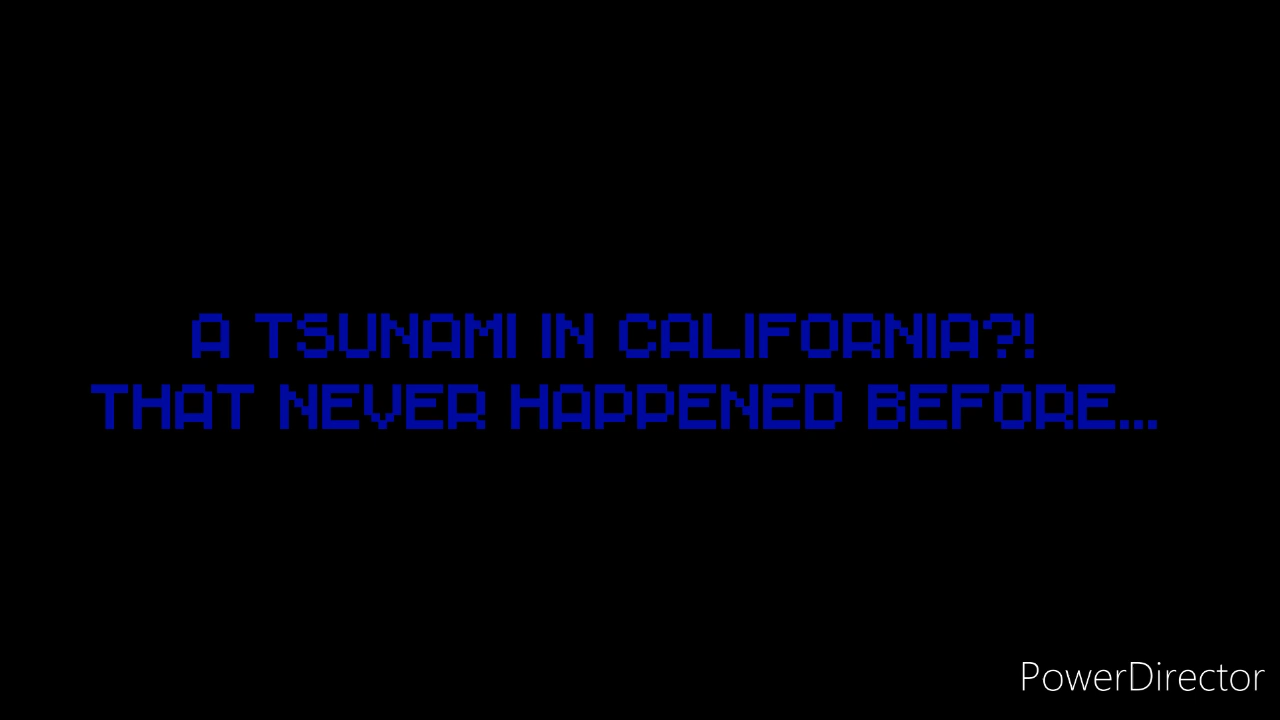 A TSUNAMI IN CALIFORNIA?!
THAT NEVER HAPPENED BEFORE...
PowerDirector